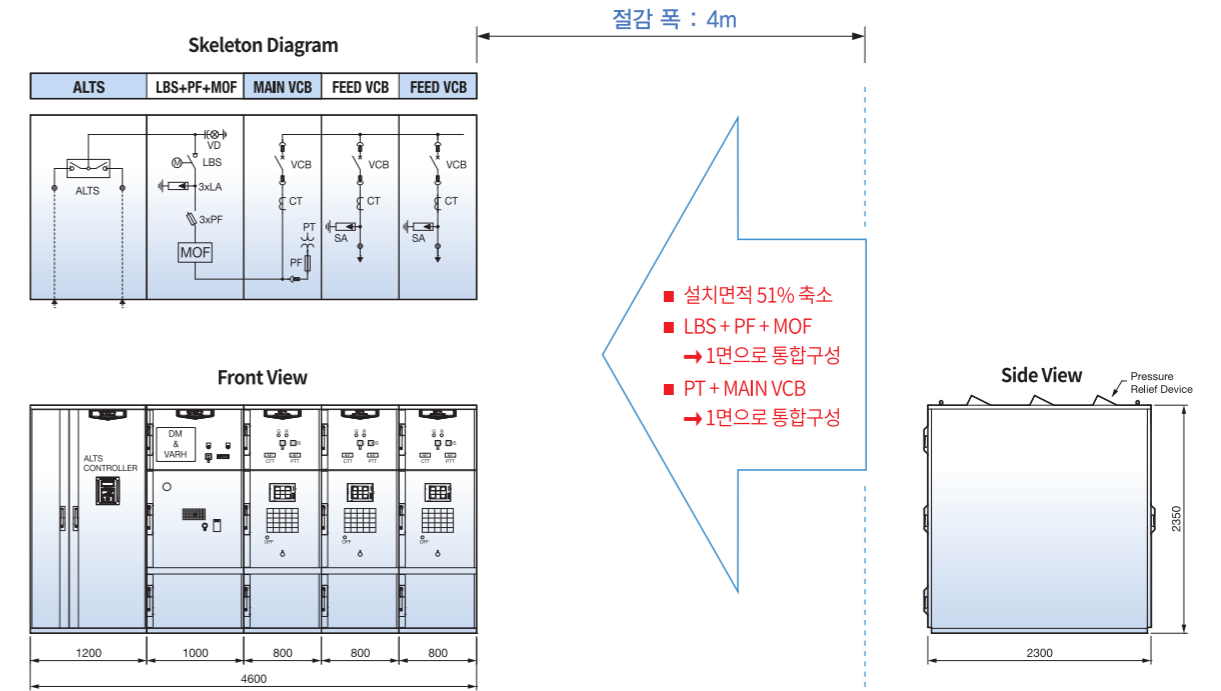 절감 폭 : 4m
Skeleton Diagram
ALTS LBS+PF+MOF MAIN VCB FEED VCB FEED VCB
VD
M LBS VCB VCB VCB
ALTS 3xLA CT CT CT
3xPF
PT SA SA
MOF
PF
■ 설치면적 51% 축소
■ LBS + PF + MOF
➞ 1면으로 통합구성
■ PT + MAIN VCB
➞ 1면으로 통합구성
Front View
DM
&
VARH
ALTS
CONTROLLER
CTT PTT CTT PTT CTT PTT
OFF OFF OFF
1200 1000 800 800 800
4600
Side View
Pressure
Relief Device
2350
2300